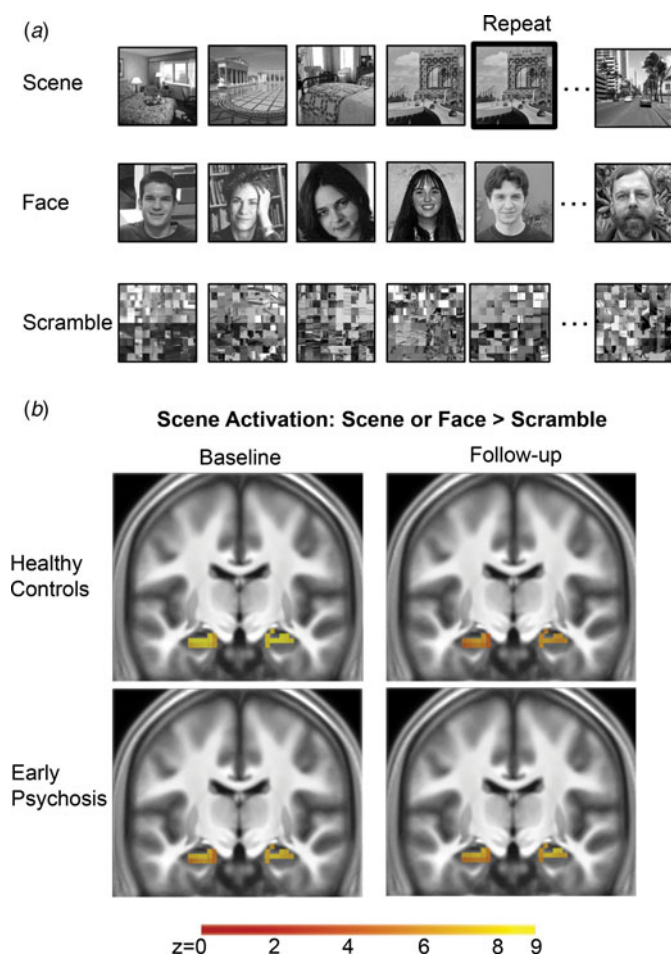 (a)
Repeat
Scene
...
Face
...
Scramble
...
(b)
Scene Activation: Scene or Face > Scramble
Baseline Follow-up
Healthy
Controls
Early
Psychosis
z=0 2 4 6 8 9